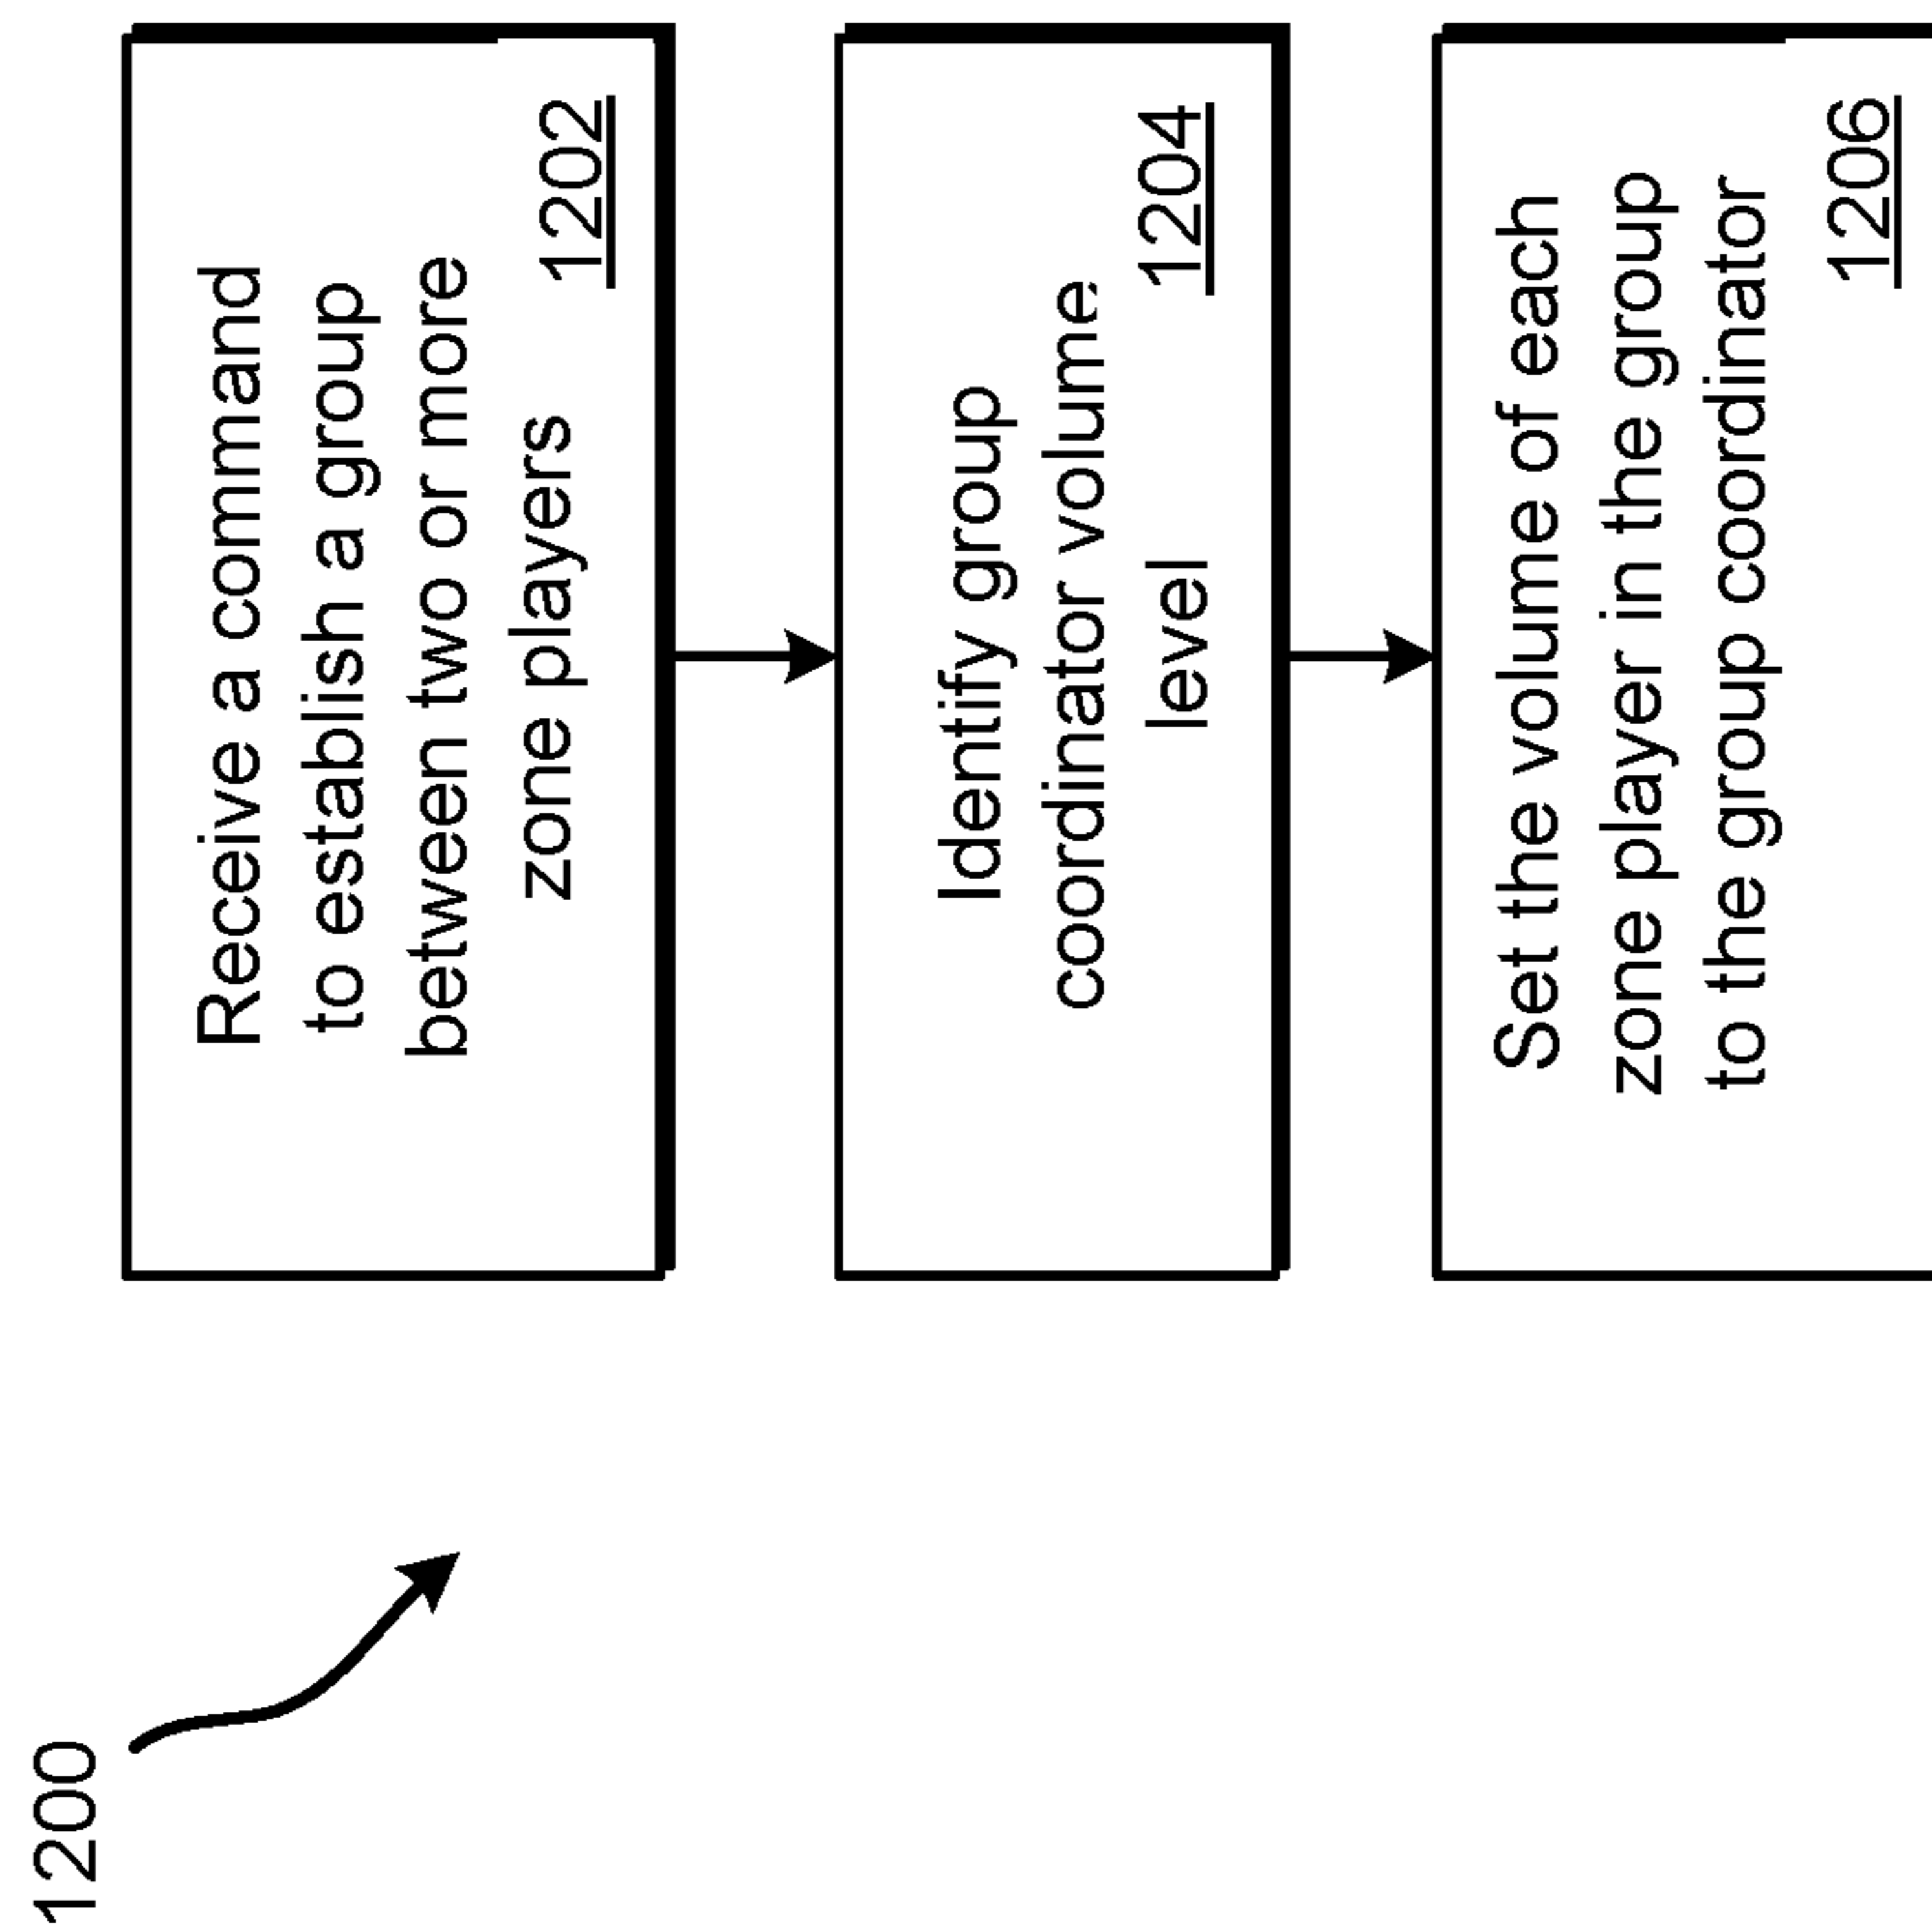 1200
Receive a command
to establish a group
between two or more
zone players
1202
Identify group
coordinator volume
level
1204
Set the volume of each
zone player in the group
to the group coordinator
1206